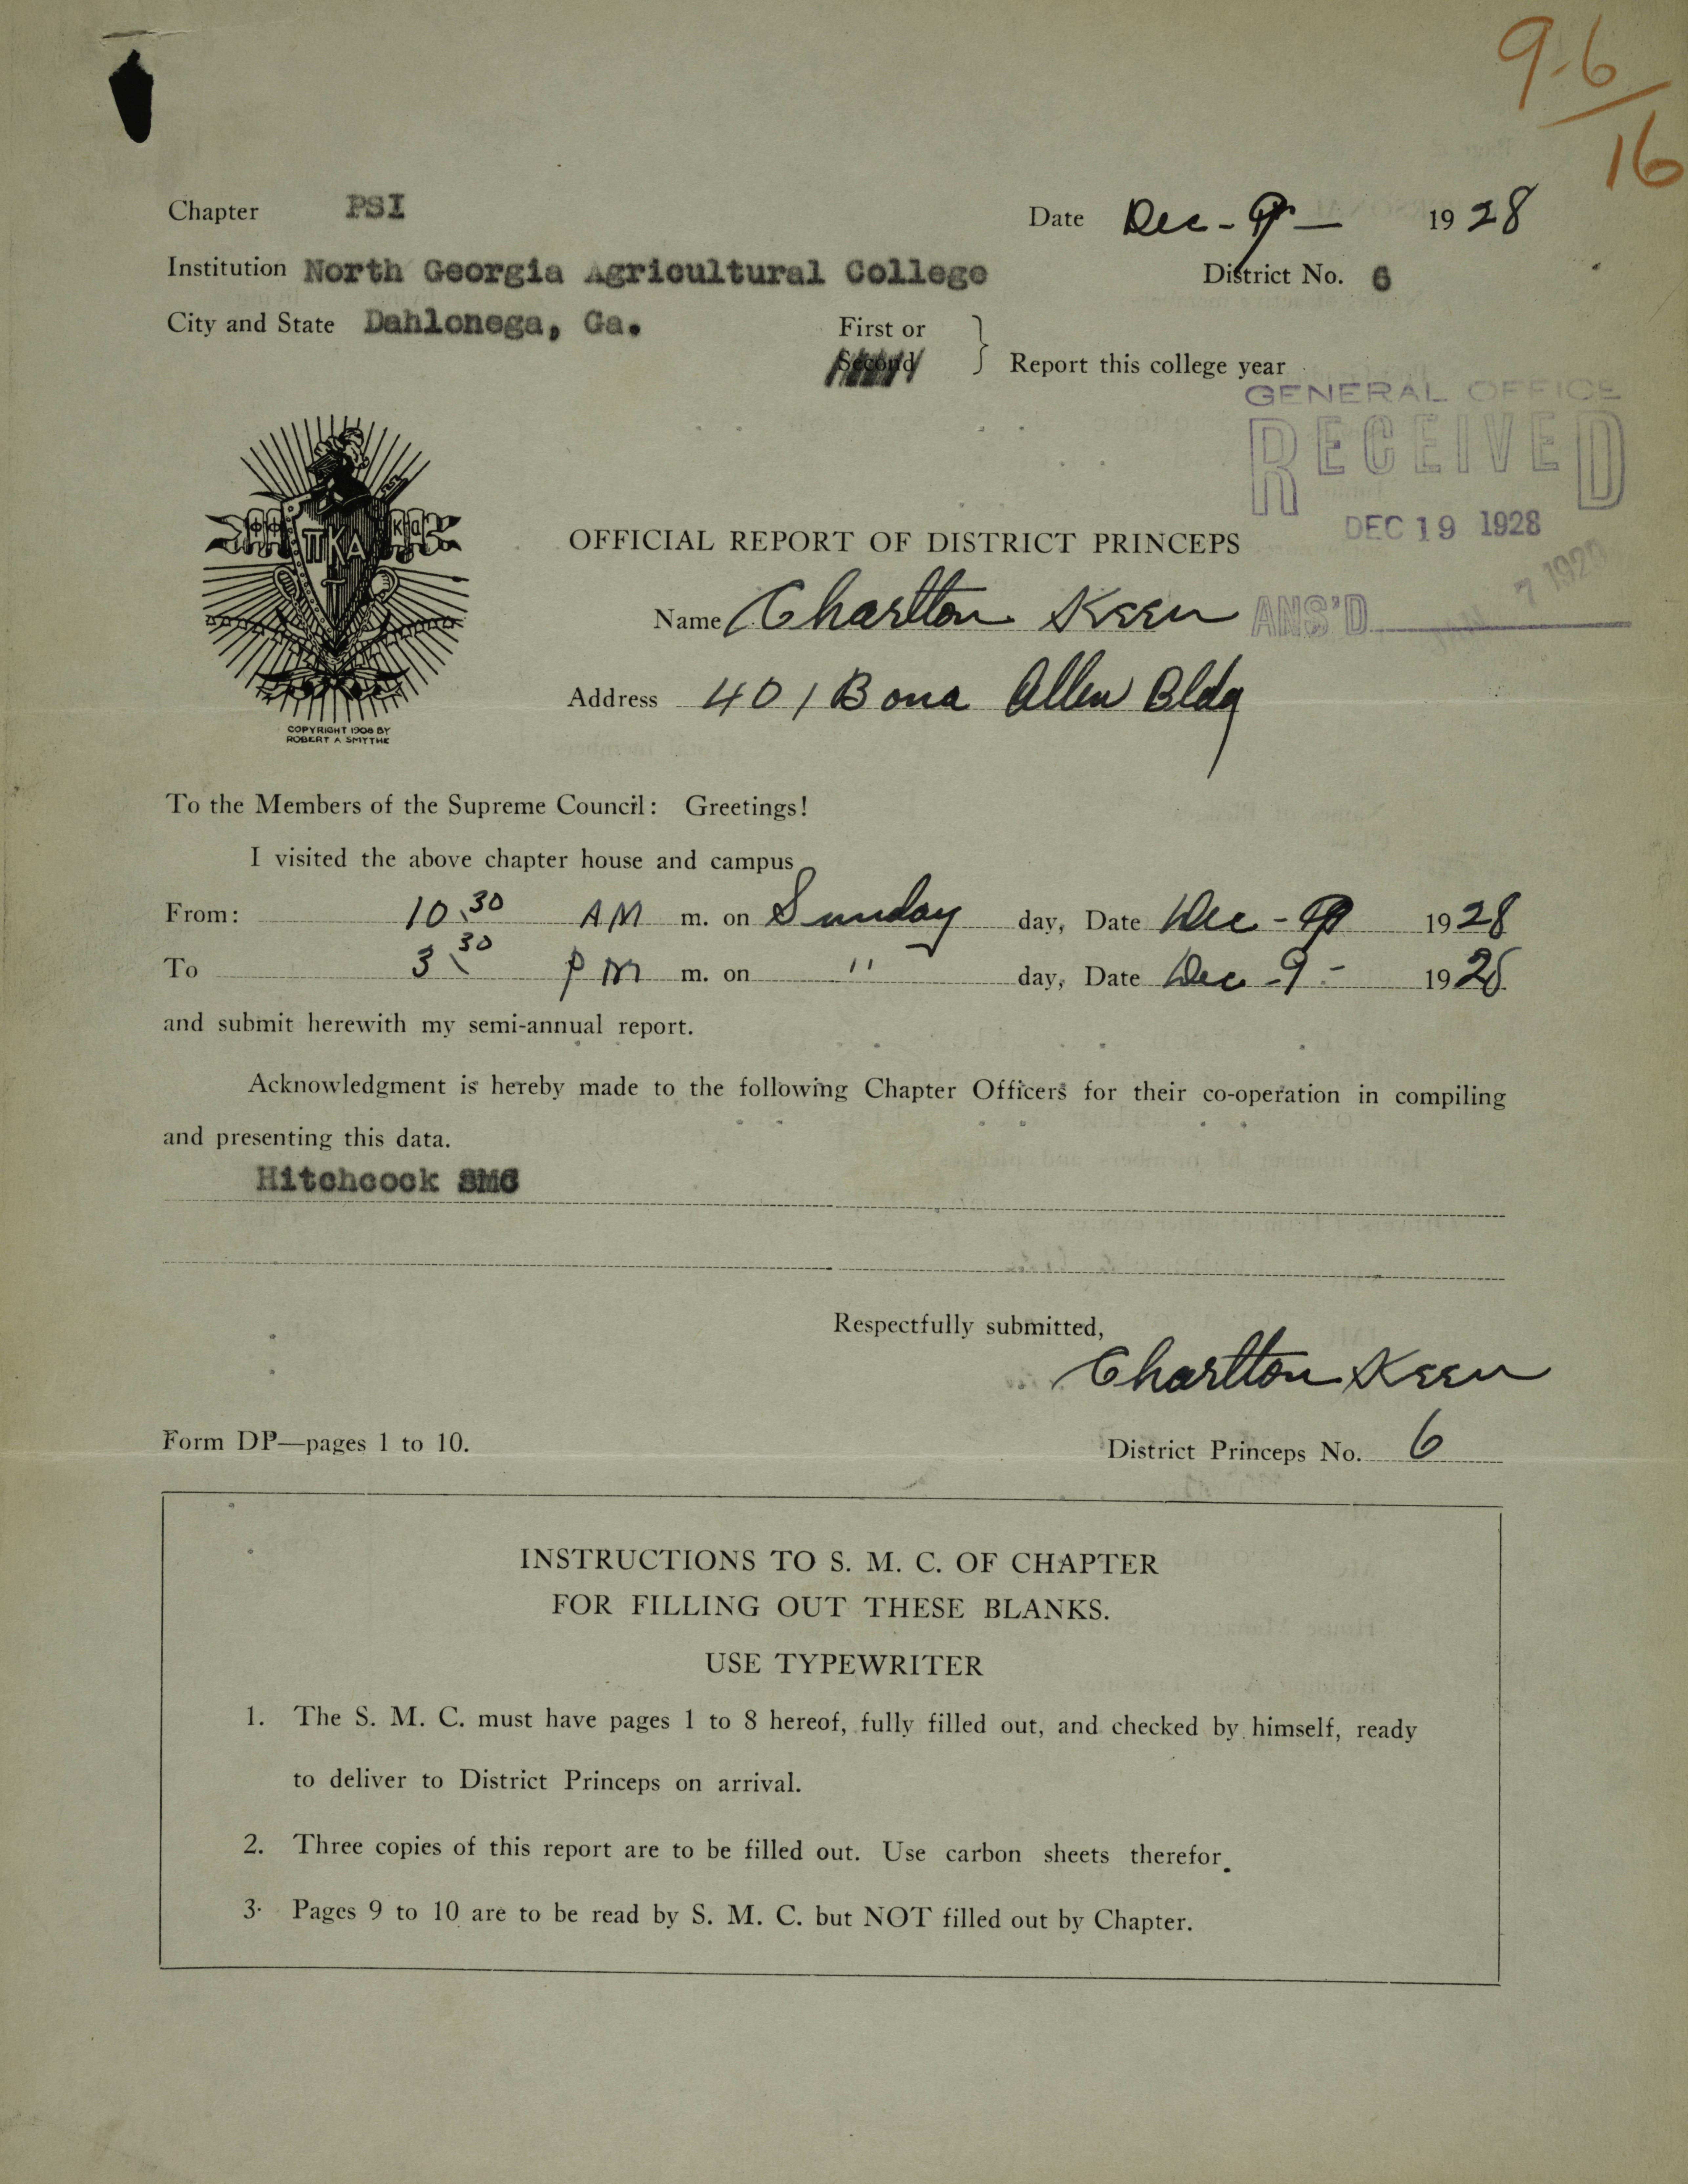 9-6/16
Chapter PSI Date Dec - 9 - 1928
Institution North Georgia Agricultural College District No. 6
City and State Dahlonega, Ga. First or
Second } Report this college year
GENERAL OFFICE
RECEIVED
DEC 19 1928
ΦΦ ΠΚΑ ΚΑ
COPYRIGHT 1906 BY
ROBERT A SMYTHE
OFFICIAL REPORT OF DISTRICT PRINCEPS
Name Charlton Keen ANS'D 7 192
Address 401 Bona Allen Bldg
To the Members of the Supreme Council: Greetings!
I visited the above chapter house and campus
From: 10 30 AM m. on Sunday day, Date Dec - 9 1928
To 3 30 PM m. on " day, Date Dec - 9 - 1928
and submit herewith my semi-annual report.
Acknowledgment is hereby made to the following Chapter Officers for their co-operation in compiling
and presenting this data.
Hitchcock SMC
Respectfully submitted,
Charlton Keen
Form DP—pages 1 to 10. District Princeps No. 6
INSTRUCTIONS TO S. M. C. OF CHAPTER
FOR FILLING OUT THESE BLANKS.
USE TYPEWRITER
1. The S. M. C. must have pages 1 to 8 hereof, fully filled out, and checked by himself, ready
to deliver to District Princeps on arrival.
2. Three copies of this report are to be filled out. Use carbon sheets therefor.
3. Pages 9 to 10 are to be read by S. M. C. but NOT filled out by Chapter.